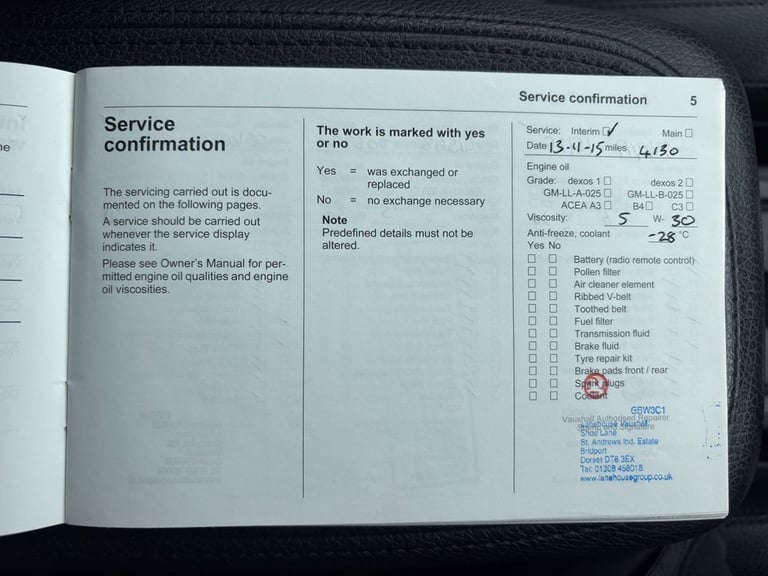 Service confirmation 5
Service
confirmation
The servicing carried out is docu-
mented on the following pages.
A service should be carried out
whenever the service display
indicates it.
Please see Owner's Manual for per-
mitted engine oil qualities and engine
oil viscosities.
The work is marked with yes
or no
Yes = was exchanged or
replaced
No = no exchange necessary
Note
Predefined details must not be
altered.
Service: Interim ☑ Main ☐
Date 13-11-15 miles 4130
Engine oil
Grade: dexos 1 ☐ dexos 2 ☐
GM-LL-A-025 ☐ GM-LL-B-025 ☐
ACEA A3 ☐ B4 ☐ C3 ☐
Viscosity: 5 W- 30
Anti-freeze, coolant -28 °C
Yes No
☐ ☐ Battery (radio remote control)
☐ ☐ Pollen filter
☐ ☐ Air cleaner element
☐ ☐ Ribbed V-belt
☐ ☐ Toothed belt
☐ ☐ Fuel filter
☐ ☐ Transmission fluid
☐ ☐ Brake fluid
☐ ☐ Tyre repair kit
☐ ☐ Brake pads front / rear
☐ ☐ Spark plugs
☐ ☐ Coolant
GBW3C1
Vauxhall Authorised Repairer
Lanehouse Vauxhall
Shoe Lane
St. Andrews Ind. Estate
Bridport
Dorset DT6 3EX
Tel: 01308 458018
www.lanehousegroup.co.uk